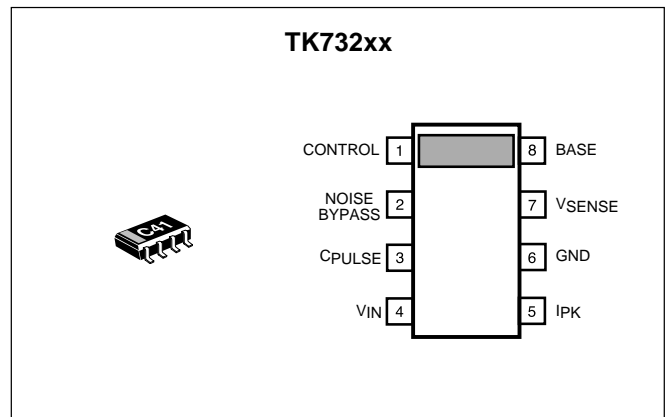 TK732xx
CONTROL 1
8 BASE
NOISE
BYPASS 2
7 VSENSE
CPULSE 3
6 GND
VIN 4
5 IPK
C41